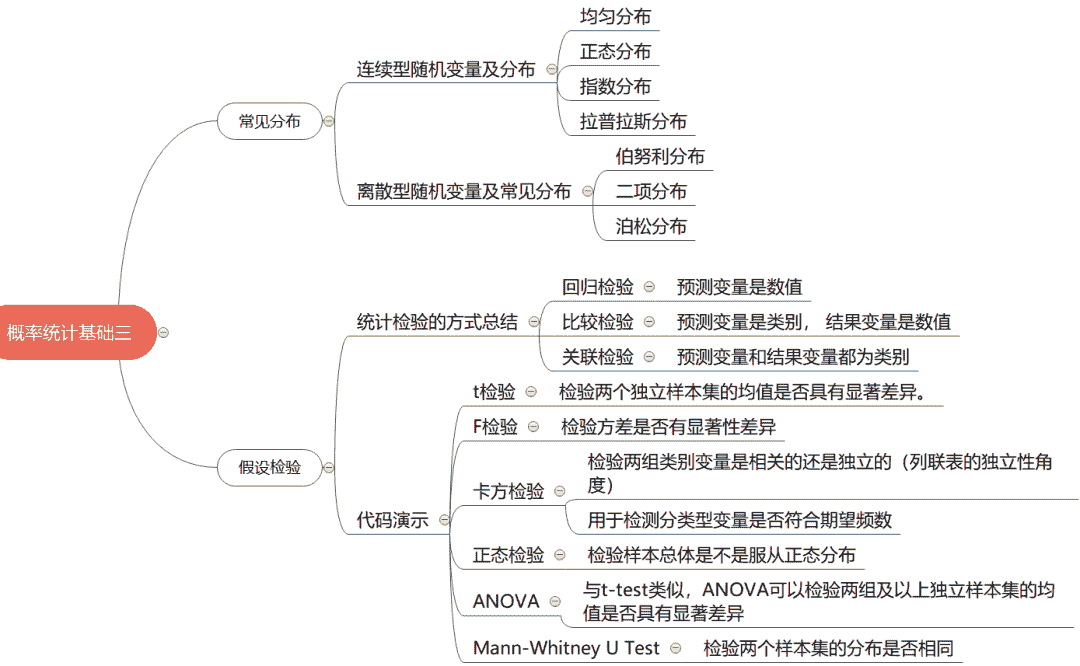 概率统计基础三
常见分布
连续型随机变量及分布
均匀分布
正态分布
指数分布
拉普拉斯分布
离散型随机变量及常见分布
伯努利分布
二项分布
泊松分布
假设检验
统计检验的方式总结
回归检验
预测变量是数值
比较检验
预测变量是类别， 结果变量是数值
关联检验
预测变量和结果变量都为类别
代码演示
t检验
检验两个独立样本集的均值是否具有显著差异。
F检验
检验方差是否有显著性差异
卡方检验
检验两组类别变量是相关的还是独立的（列联表的独立性角
度）
用于检测分类型变量是否符合期望频数
正态检验
检验样本总体是不是服从正态分布
ANOVA
与t-test类似，ANOVA可以检验两组及以上独立样本集的均
值是否具有显著差异
Mann-Whitney U Test
检验两个样本集的分布是否相同